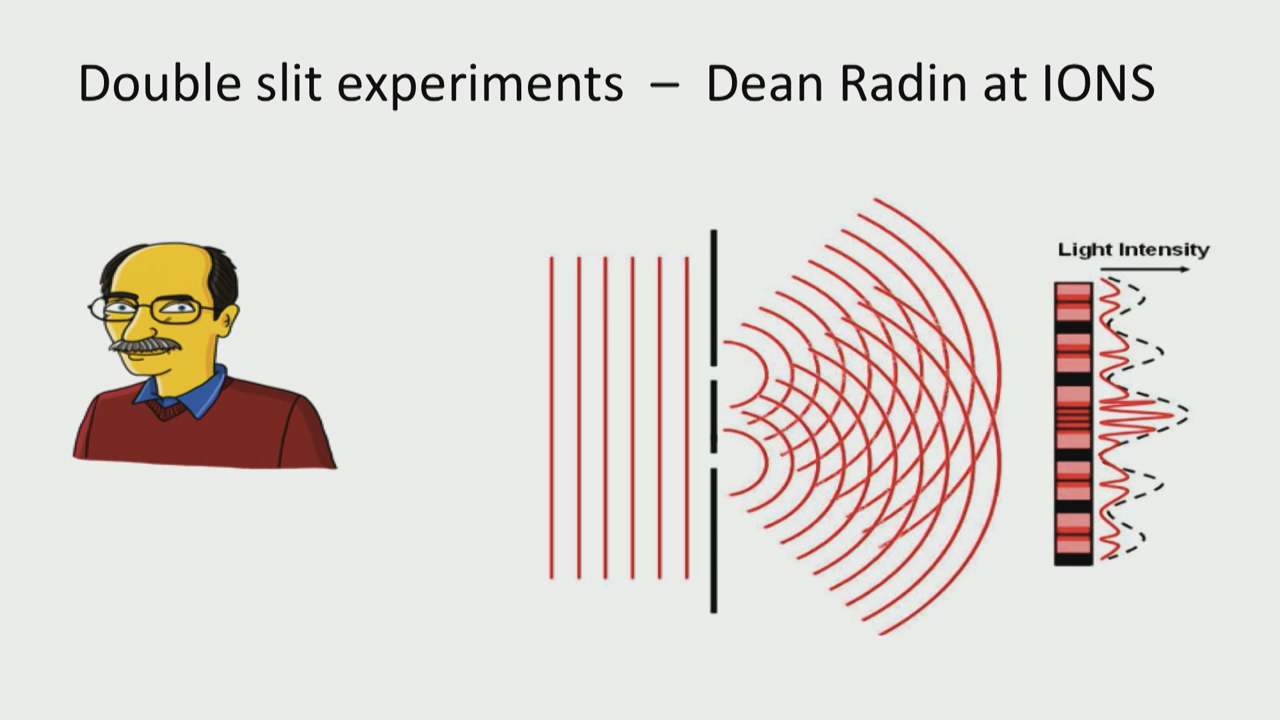 Double slit experiments – Dean Radin at IONS
Light Intensity